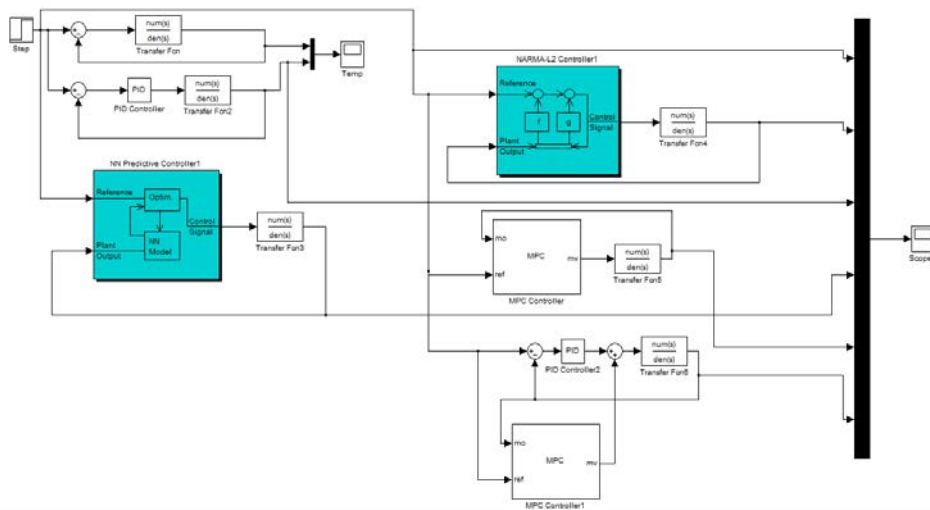 Step
num(s)
den(s)
Transfer Fcn
Temp
PID
PID Controller
num(s)
den(s)
Transfer Fcn2
NARMA-L2 Controller1
Reference
f
g
Control
Signal
Plant
Output
num(s)
den(s)
Transfer Fcn4
NN Predictive Controller1
Reference
Optim.
Control
Signal
NN
Model
Plant
Output
num(s)
den(s)
Transfer Fcn3
mo
MPC
mv
ref
MPC Controller
num(s)
den(s)
Transfer Fcn5
Scope
PID
PID Controller2
num(s)
den(s)
Transfer Fcn6
mo
MPC
mv
ref
MPC Controller1